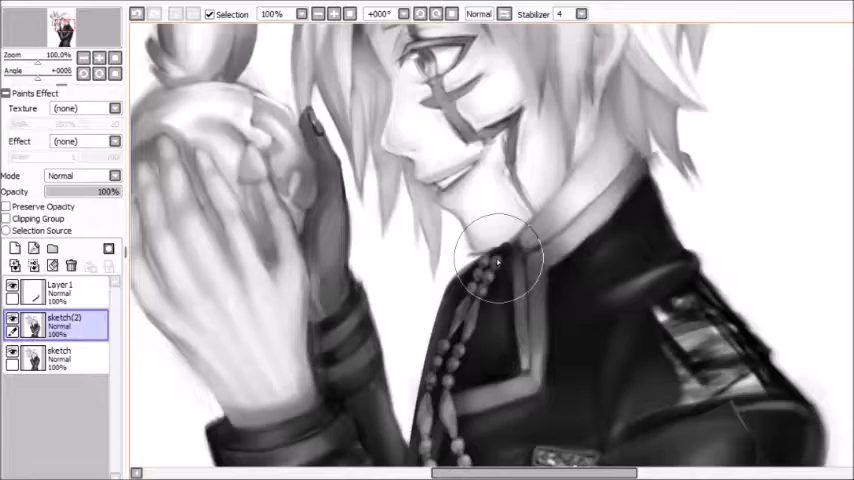 Selection 100% +000° Normal Stabilizer 4
Zoom 100.0%
Angle +000°
Paints Effect
Texture (none)
Effect (none)
Mode Normal
Opacity 100%
Preserve Opacity
Clipping Group
Selection Source
Layer1
Normal
100%
sketch(2)
Normal
100%
sketch
Normal
100%